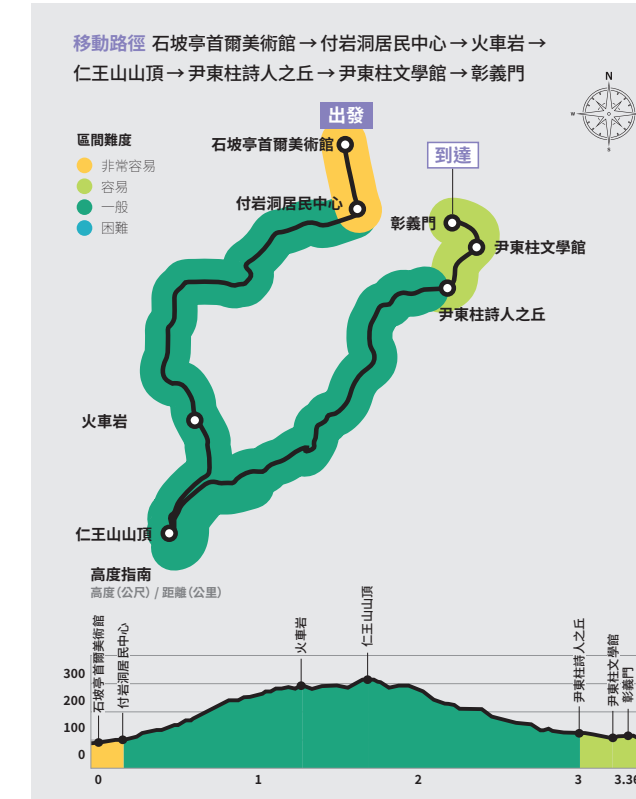 移動路徑 石坡亭首爾美術館 → 付岩洞居民中心 → 火車岩 →
仁王山山頂 → 尹東柱詩人之丘 → 尹東柱文學館 → 彰義門
N
W
S
出發
石坡亭首爾美術館
區間難度
非常容易
容易
一般
困難
到達
付岩洞居民中心
彰義門
尹東柱文學館
尹東柱詩人之丘
火車岩
仁王山山頂
高度指南
高度(公尺) / 距離(公里)
石坡亭首爾美術館
付岩洞居民中心
火車岩
仁王山山頂
尹東柱詩人之丘
尹東柱文學館
彰義門
300
200
100
0
0
1
2
3